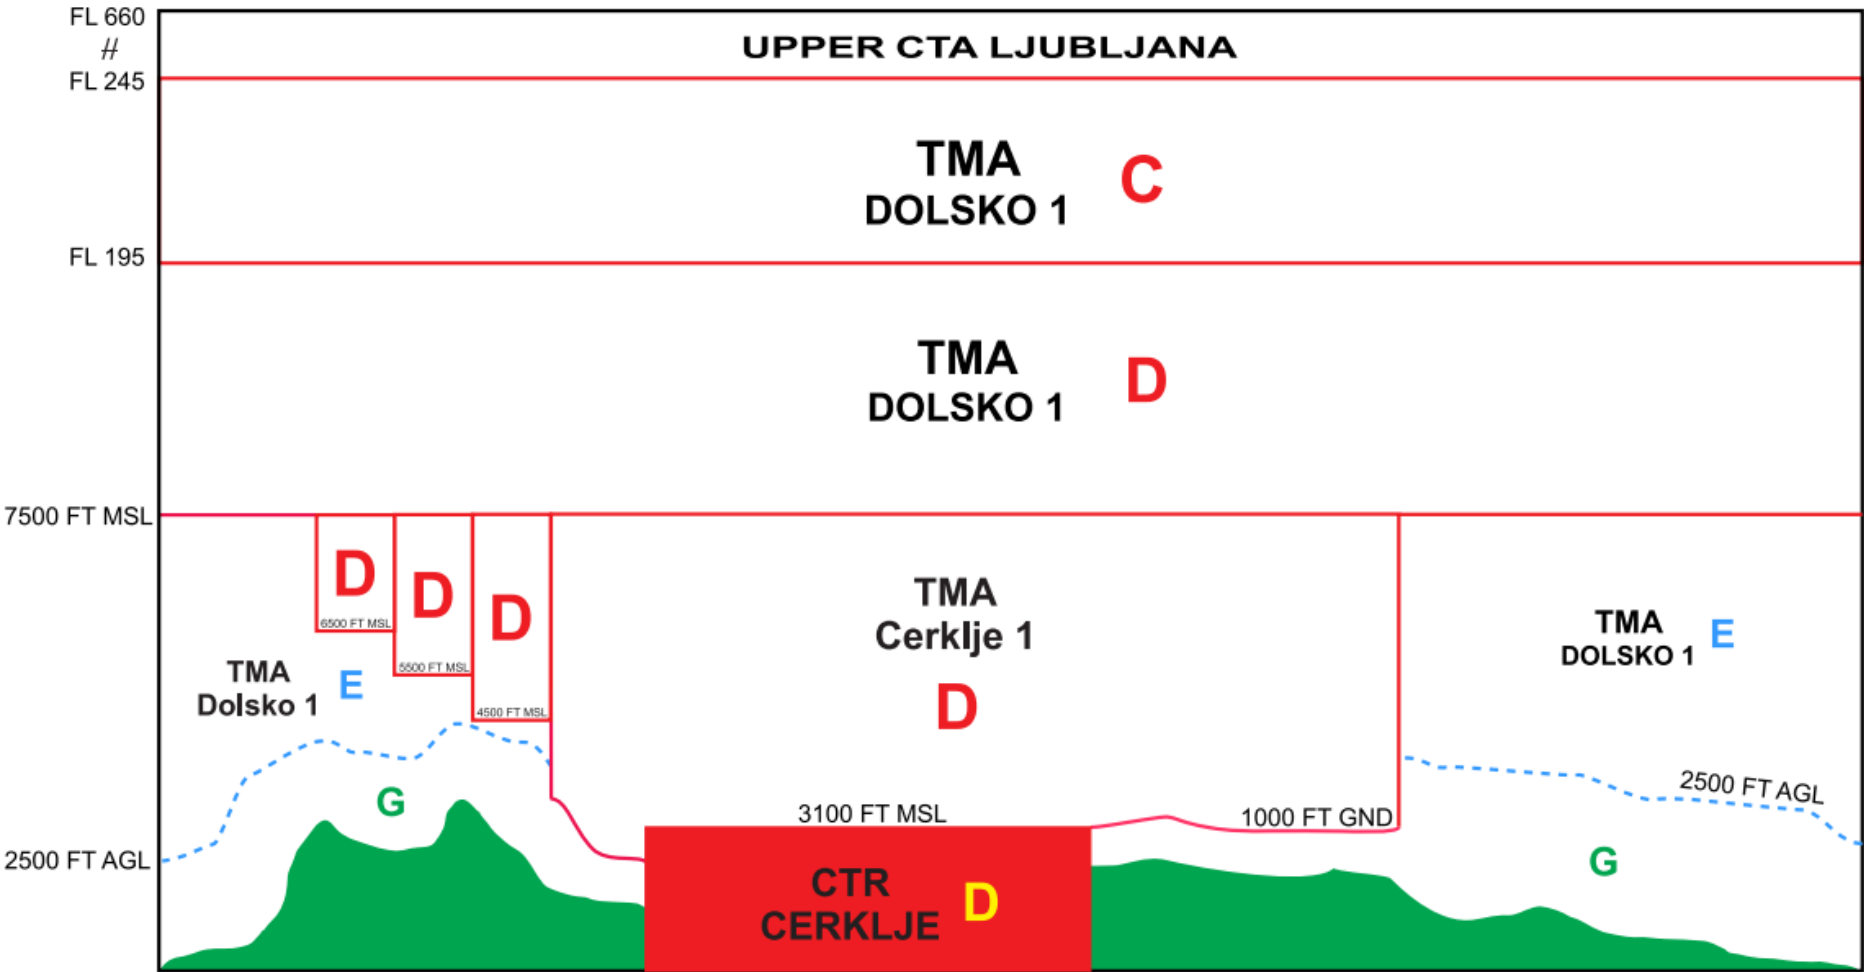 FL 660
#
UPPER CTA LJUBLJANA
FL 245
TMA
DOLSKO 1
C
FL 195
TMA
DOLSKO 1
D
7500 FT MSL
D
6500 FT MSL
D
5500 FT MSL
D
4500 FT MSL
TMA
Dolsko 1
E
TMA
Cerklje 1
D
TMA
DOLSKO 1
E
G
2500 FT AGL
3100 FT MSL
1000 FT GND
2500 FT AGL
CTR
CERKLJE
D
G